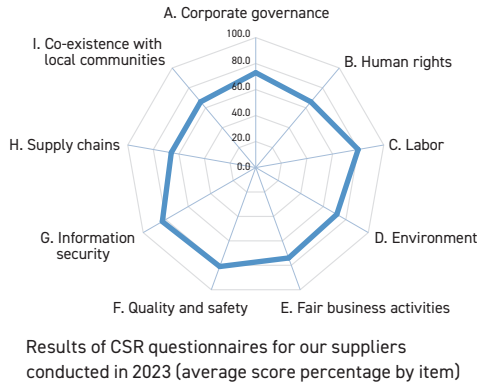 A. Corporate governance
100.0
80.0
60.0
40.0
20.0
0.0
B. Human rights
C. Labor
D. Environment
E. Fair business activities
F. Quality and safety
G. Information
security
H. Supply chains
I. Co-existence with
local communities
Results of CSR questionnaires for our suppliers
conducted in 2023 (average score percentage by item)